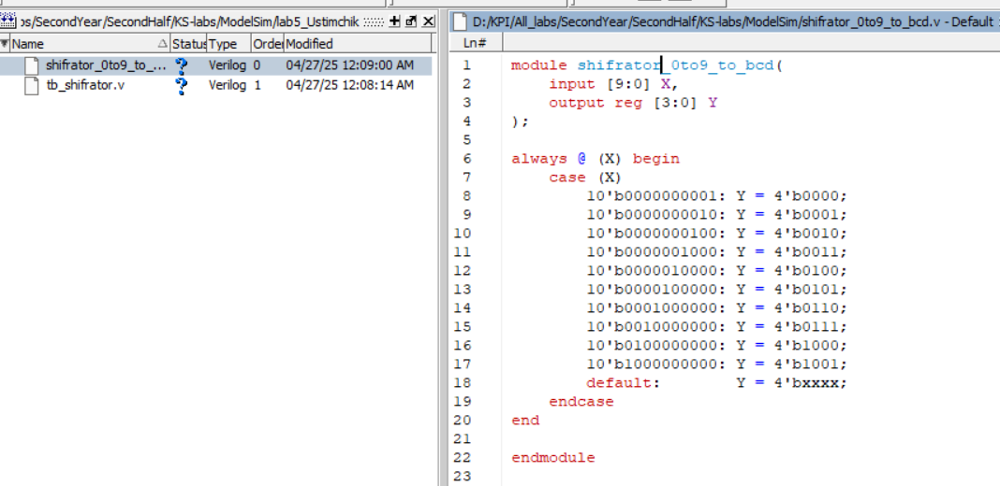 os/SecondYear/SecondHalf/KS-labs/ModelSim/lab5_Ustimchik
Name Status Type Order Modified
shifrator_0to9_to_... ? Verilog 0 04/27/25 12:09:00 AM
tb_shifrator.v ? Verilog 1 04/27/25 12:08:14 AM
D:/KPI/All_labs/SecondYear/SecondHalf/KS-labs/ModelSim/shifrator_0to9_to_bcd.v - Default
Ln#
1 module shifrator_0to9_to_bcd(
2     input [9:0] X,
3     output reg [3:0] Y
4 );
5
6 always @ (X) begin
7     case (X)
8         10'b0000000001: Y = 4'b0000;
9         10'b0000000010: Y = 4'b0001;
10         10'b0000000100: Y = 4'b0010;
11         10'b0000001000: Y = 4'b0011;
12         10'b0000010000: Y = 4'b0100;
13         10'b0000100000: Y = 4'b0101;
14         10'b0001000000: Y = 4'b0110;
15         10'b0010000000: Y = 4'b0111;
16         10'b0100000000: Y = 4'b1000;
17         10'b1000000000: Y = 4'b1001;
18         default:        Y = 4'bxxxx;
19     endcase
20 end
21
22 endmodule
23